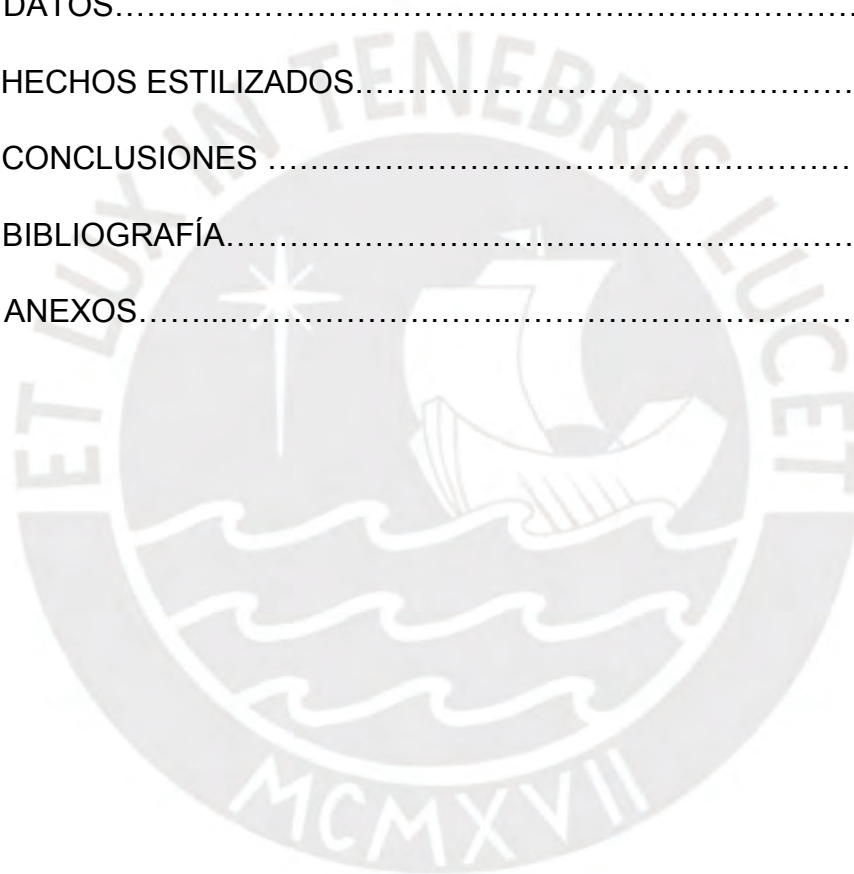 DATOS……………………………………………………………………
HECHOS ESTILIZADOS…………………………………………
CONCLUSIONES …………………………………………………
BIBLIOGRAFÍA……………………………………………………
ANEXOS……...…………………….……..……………………………
ET LUX IN TENEBRIS LUCET
MCMXVII